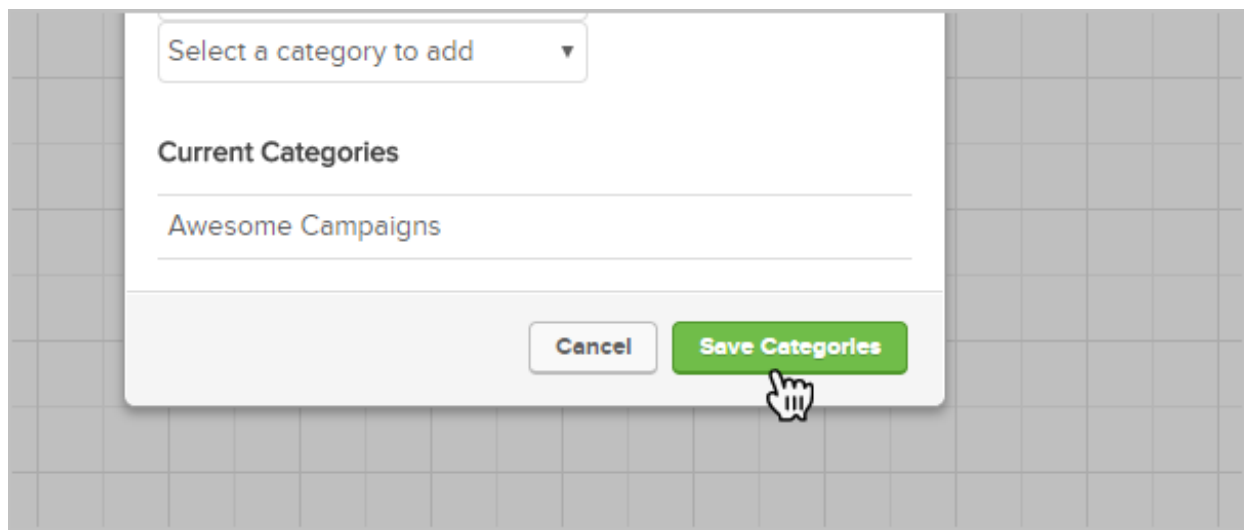 Select a category to add
Current Categories
Awesome Campaigns
Cancel
Save Categories